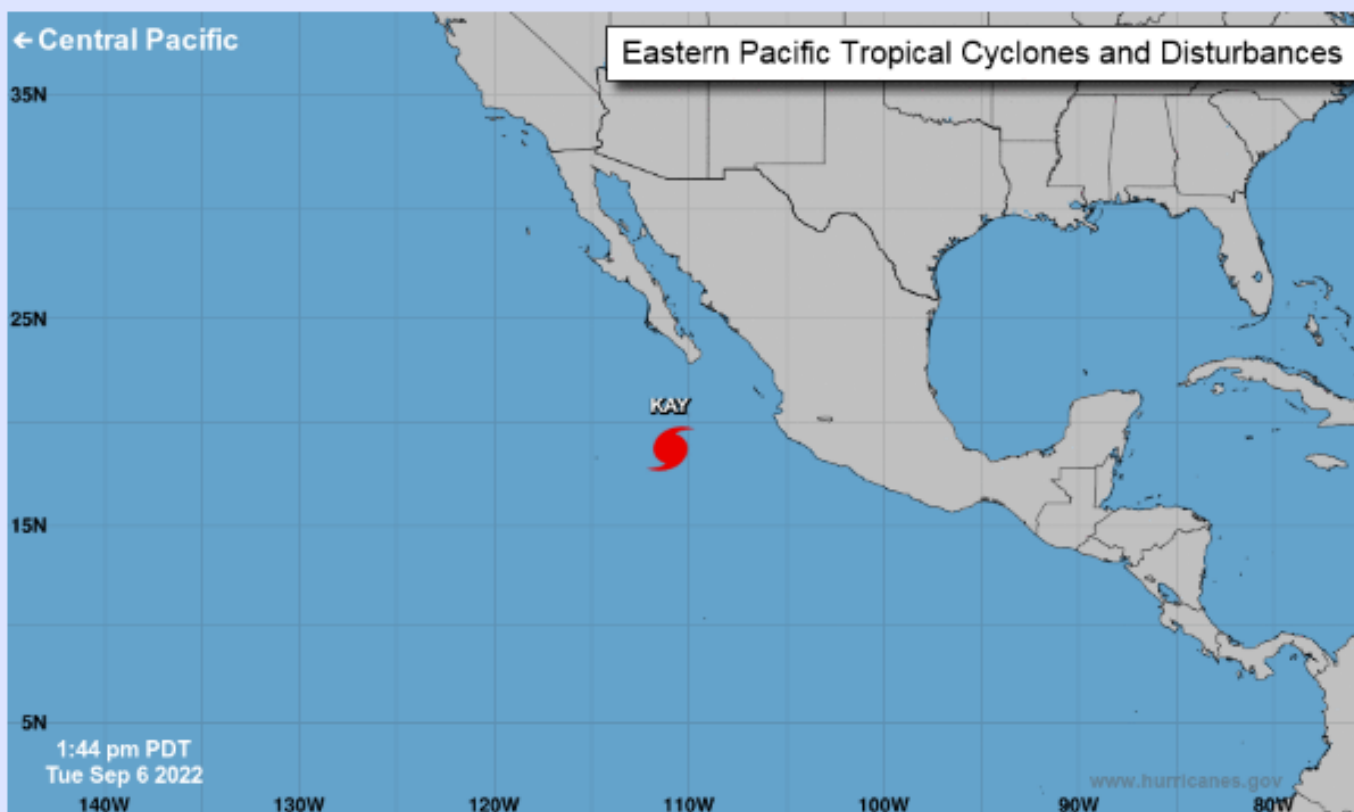 ← Central Pacific
Eastern Pacific Tropical Cyclones and Disturbances
35N
25N
KAY
15N
5N
1:44 pm PDT
Tue Sep 6 2022
www.hurricanes.gov
140W 130W 120W 110W 100W 90W 80W